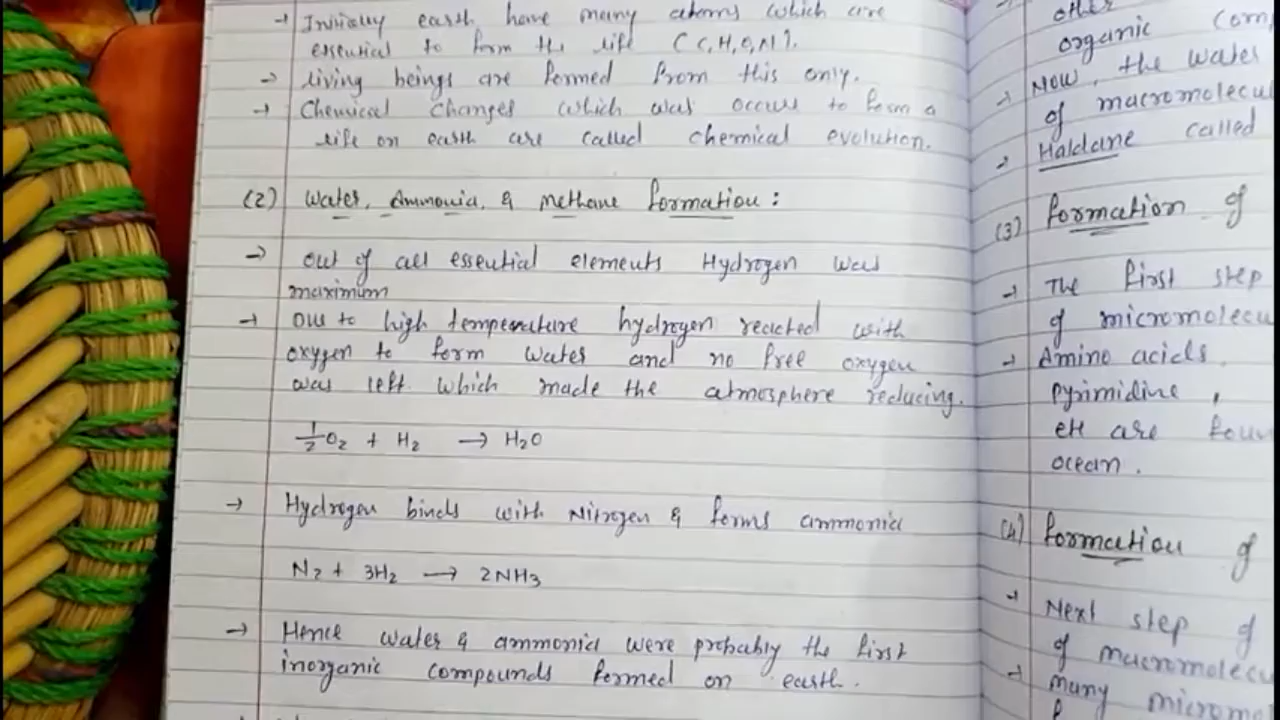 → Initially earth have many atoms which are
essential to form the life (C,H,O,N).
→ living beings are formed from this only.
→ Chemical changes which was occurs to form a
life on earth are called chemical evolution.
(2) Water, Ammonia, & Methane formation :
→ out of all essential elements Hydrogen was
maximum
→ Due to high temperature hydrogen reacted with
oxygen to form water and no free oxygen
was left which made the atmosphere reducing.
½O2 + H2 → H2O
→ Hydrogen binds with Nitrogen & forms ammonia
N2 + 3H2 → 2NH3
→ Hence water & ammonia were probably the first
inorganic compounds formed on earth.
other
organic com
→ Now, the water
of macromolecul
→ Haldane called
(3) formation of
→ The first step
of micromolecu
→ Amino acids
pyrimidine,
etc are foun
ocean.
(4) formation of
→ Next step of
of macromolecu
→ many microm